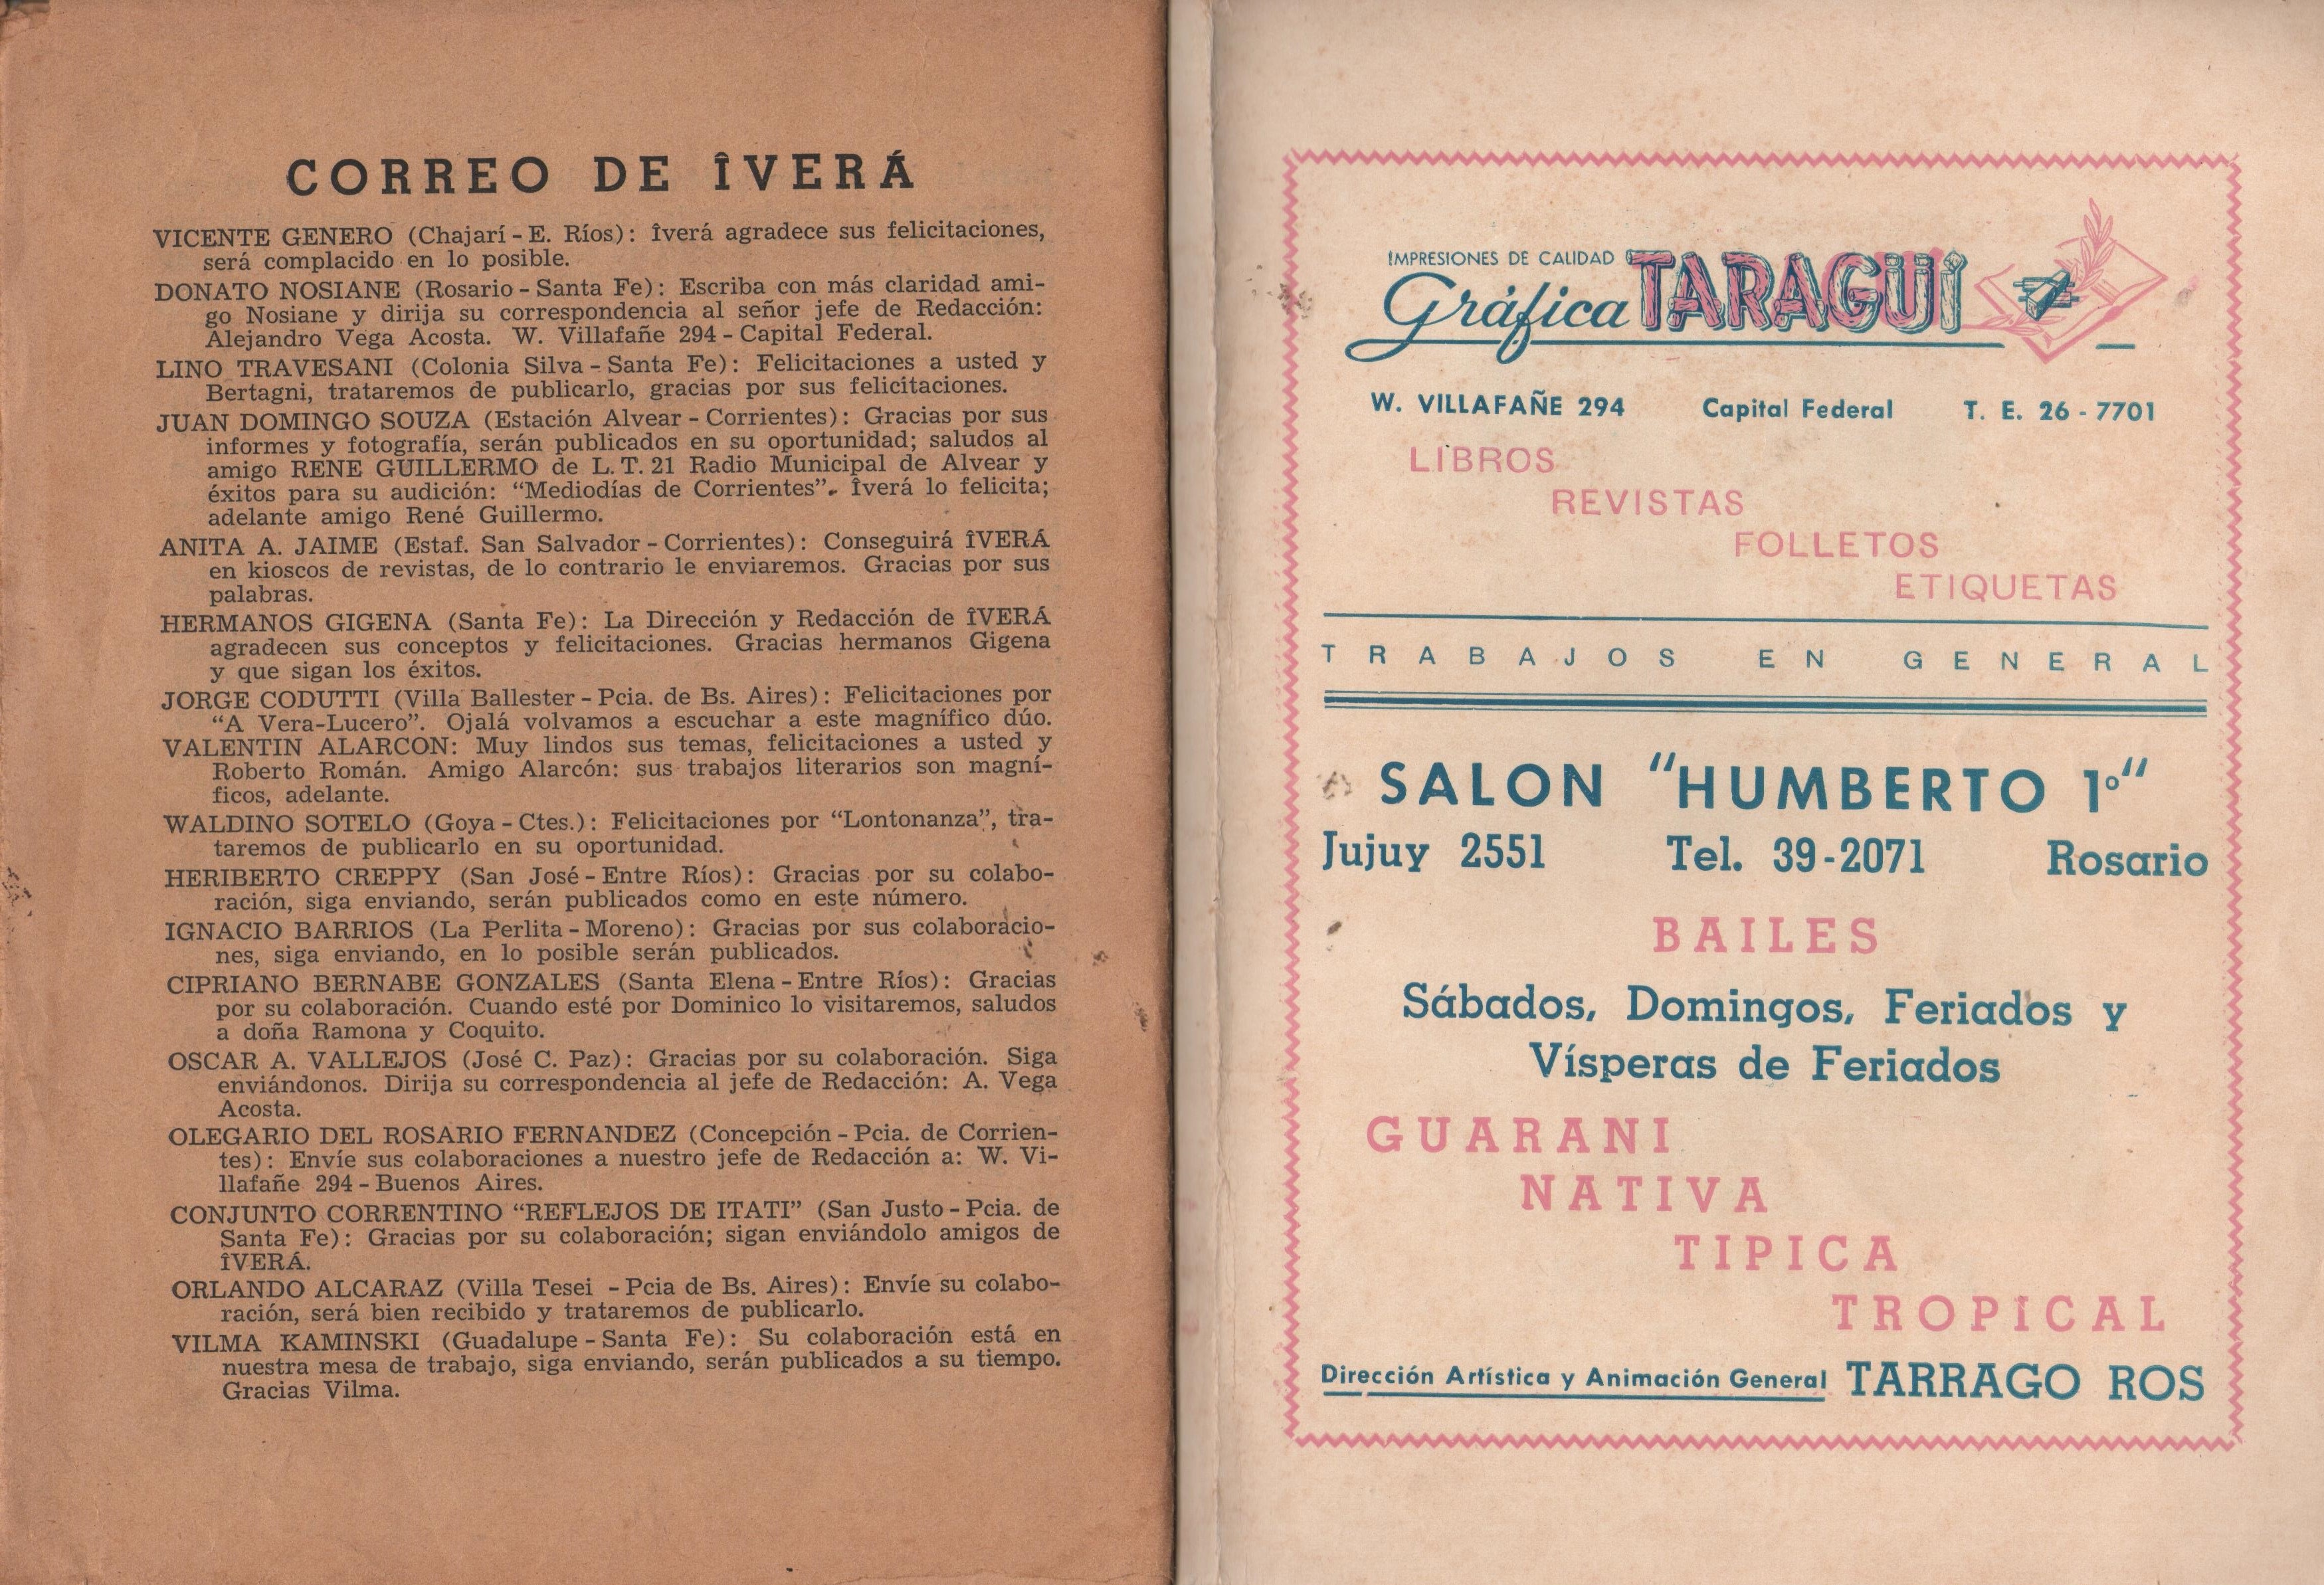 CORREO DE ÎVERÁ
VICENTE GENERO (Chajarí - E. Ríos): Îverá agradece sus felicitaciones,
será complacido en lo posible.
DONATO NOSIANE (Rosario - Santa Fe): Escriba con más claridad ami-
go Nosiane y dirija su correspondencia al señor jefe de Redacción:
Alejandro Vega Acosta. W. Villafañe 294 - Capital Federal.
LINO TRAVESANI (Colonia Silva - Santa Fe): Felicitaciones a usted y
Bertagni, trataremos de publicarlo, gracias por sus felicitaciones.
JUAN DOMINGO SOUZA (Estación Alvear - Corrientes): Gracias por sus
informes y fotografía, serán publicados en su oportunidad; saludos al
amigo RENE GUILLERMO de L. T. 21 Radio Municipal de Alvear y
éxitos para su audición: “Mediodías de Corrientes”. Îverá lo felicita;
adelante amigo René Guillermo.
ANITA A. JAIME (Estaf. San Salvador - Corrientes): Conseguirá ÎVERÁ
en kioscos de revistas, de lo contrario le enviaremos. Gracias por sus
palabras.
HERMANOS GIGENA (Santa Fe): La Dirección y Redacción de ÎVERÁ
agradecen sus conceptos y felicitaciones. Gracias hermanos Gigena
y que sigan los éxitos.
JORGE CODUTTI (Villa Ballester - Pcia. de Bs. Aires): Felicitaciones por
“A Vera-Lucero”. Ojalá volvamos a escuchar a este magnífico dúo.
VALENTIN ALARCON: Muy lindos sus temas, felicitaciones a usted y
Roberto Román. Amigo Alarcón: sus trabajos literarios son magní-
ficos, adelante.
WALDINO SOTELO (Goya - Ctes.): Felicitaciones por “Lontonanza”, tra-
taremos de publicarlo en su oportunidad.
HERIBERTO CREPPY (San José - Entre Ríos): Gracias por su colabo-
ración, siga enviando, serán publicados como en este número.
IGNACIO BARRIOS (La Perlita - Moreno): Gracias por sus colaboracio-
nes, siga enviando, en lo posible serán publicados.
CIPRIANO BERNABE GONZALES (Santa Elena - Entre Ríos): Gracias
por su colaboración. Cuando esté por Dominico lo visitaremos, saludos
a doña Ramona y Coquito.
OSCAR A. VALLEJOS (José C. Paz): Gracias por su colaboración. Siga
enviándonos. Dirija su correspondencia al jefe de Redacción: A. Vega
Acosta.
OLEGARIO DEL ROSARIO FERNANDEZ (Concepción - Pcia. de Corrien-
tes): Envíe sus colaboraciones a nuestro jefe de Redacción a: W. Vi-
llafañe 294 - Buenos Aires.
CONJUNTO CORRENTINO “REFLEJOS DE ITATI” (San Justo - Pcia. de
Santa Fe): Gracias por su colaboración; sigan enviándolo amigos de
ÎVERÁ.
ORLANDO ALCARAZ (Villa Tesei - Pcia de Bs. Aires): Envíe su colabo-
ración, será bien recibido y trataremos de publicarlo.
VILMA KAMINSKI (Guadalupe - Santa Fe): Su colaboración está en
nuestra mesa de trabajo, siga enviando, serán publicados a su tiempo.
Gracias Vilma.
IMPRESIONES DE CALIDAD
Gráfica TARAGUI
W. VILLAFAÑE 294 Capital Federal T. E. 26 - 7701
LIBROS
REVISTAS
FOLLETOS
ETIQUETAS
TRABAJOS EN GENERAL
SALON “HUMBERTO 1º“
Jujuy 2551 Tel. 39-2071 Rosario
BAILES
Sábados, Domingos, Feriados y
Vísperas de Feriados
GUARANI
NATIVA
TIPICA
TROPICAL
Dirección Artística y Animación General TARRAGO ROS